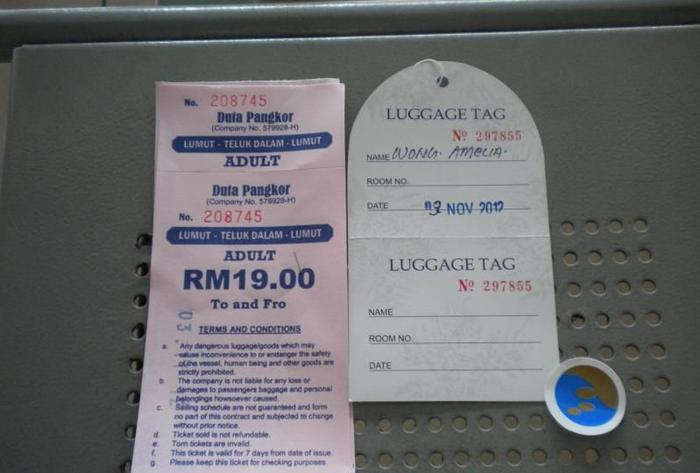 No. 208745
Duta Pangkor
(Company No. 579928-H)
LUMUT - TELUK DALAM - LUMUT
ADULT
Duta Pangkor
(Company No. 579928-H)
No. 208745
LUMUT - TELUK DALAM - LUMUT
ADULT
RM19.00
To and Fro
TERMS AND CONDITIONS
a. Any dangerous luggage/goods which may
cause inconvenience to or endanger the safety
of the vessel, human being and other goods are
strictly prohibited.
b. The company is not liable for any loss or
damages to passengers baggage and personal
belongings howsoever caused.
c. Sailing schedule are not guaranteed and form
no part of this contract and subjected to change
without prior notice.
d. Ticket sold is not refundable.
e. Torn tickets are invalid.
f. This ticket is valid for 7 days from date of issue.
g. Please keep this ticket for checking purposes.
LUGGAGE TAG
Nº 297855
NAME WONG. AMELIA.
ROOM NO.
DATE 03 NOV 2012
LUGGAGE TAG
Nº 297855
NAME
ROOM NO.
DATE